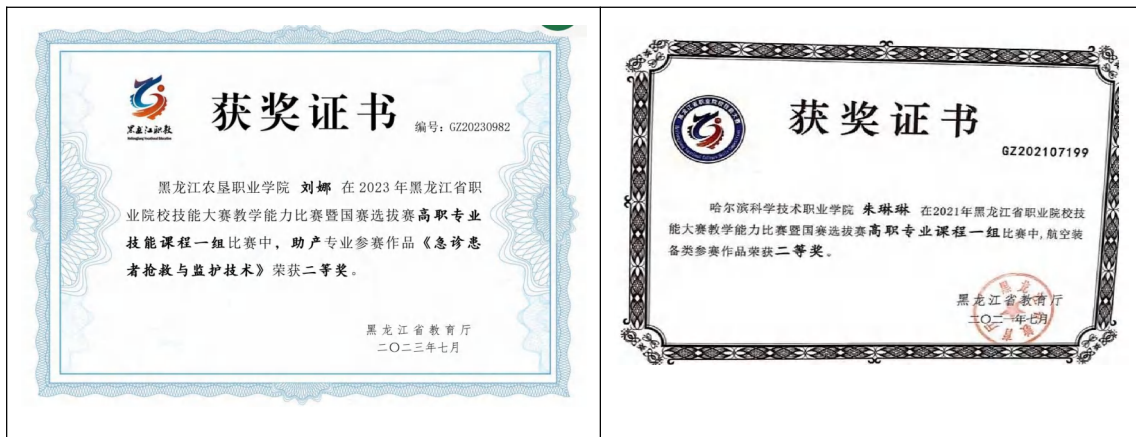 黑龙江职教
获奖证书
编号：GZ20230982
黑龙江农垦职业学院 刘娜 在 2023 年黑龙江省职
业院校技能大赛教学能力比赛暨国赛选拔赛高职专业
技能课程一组比赛中，助产专业参赛作品《急诊患
者抢救与监护技术》荣获二等奖。
黑龙江省教育厅
二〇二三年七月
获奖证书
GZ202107199
哈尔滨科学技术职业学院 朱琳琳 在2021年黑龙江省职业院校技
能大赛教学能力比赛暨国赛选拔赛高职专业课程一组比赛中，航空装
备类参赛作品荣获二等奖。
黑龙江省教育厅
二〇二一年七月